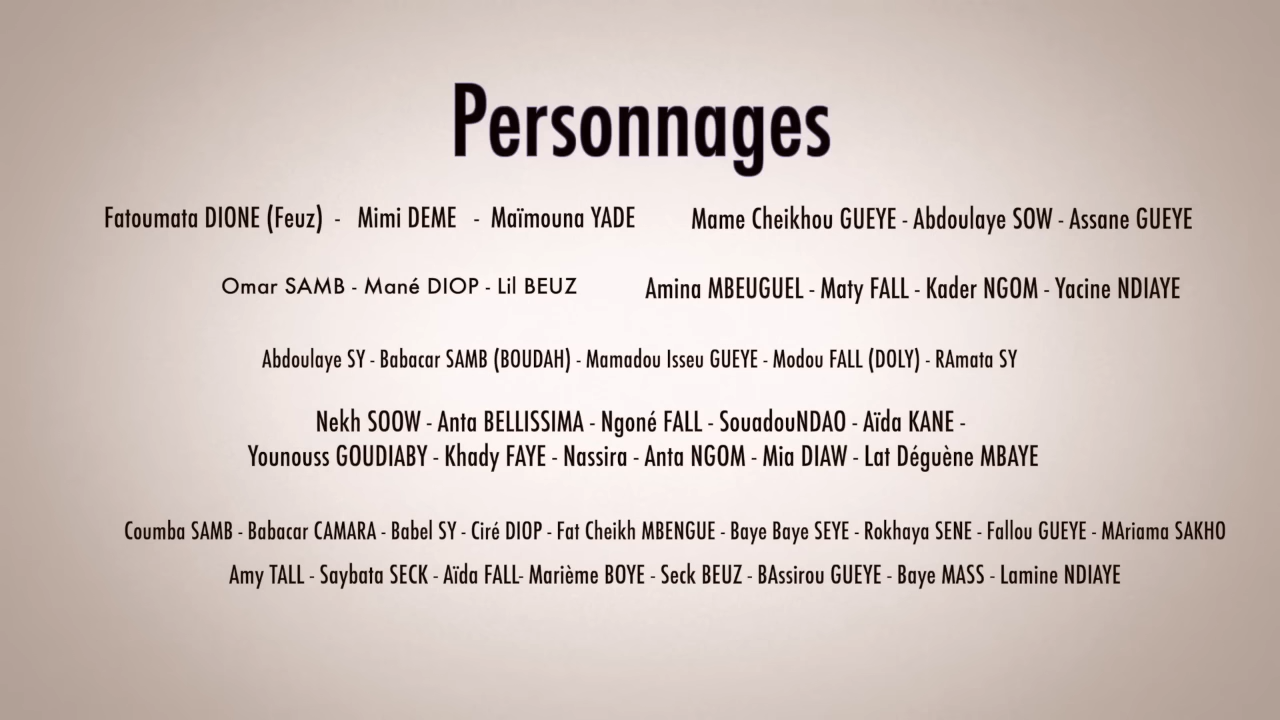 Personnages
Fatoumata DIONE (Feuz) - Mimi DEME - Maïmouna YADE
Mame Cheikhou GUEYE - Abdoulaye SOW - Assane GUEYE
Omar SAMB - Mané DIOP - Lil BEUZ
Amina MBEUGUEL - Maty FALL - Kader NGOM - Yacine NDIAYE
Abdoulaye SY - Babacar SAMB (BOUDAH) - Mamadou Isseu GUEYE - Modou FALL (DOLY) - RAmata SY
Nekh SOOW - Anta BELLISSIMA - Ngoné FALL - SouadouNDAO - Aïda KANE -
Younouss GOUDIABY - Khady FAYE - Nassira - Anta NGOM - Mia DIAW - Lat Déguène MBAYE
Coumba SAMB - Babacar CAMARA - Babel SY - Ciré DIOP - Fat Cheikh MBENGUE - Baye Baye SEYE - Rokhaya SENE - Fallou GUEYE - MAriama SAKHO
Amy TALL - Saybata SECK - Aïda FALL- Marième BOYE - Seck BEUZ - BAssirou GUEYE - Baye MASS - Lamine NDIAYE